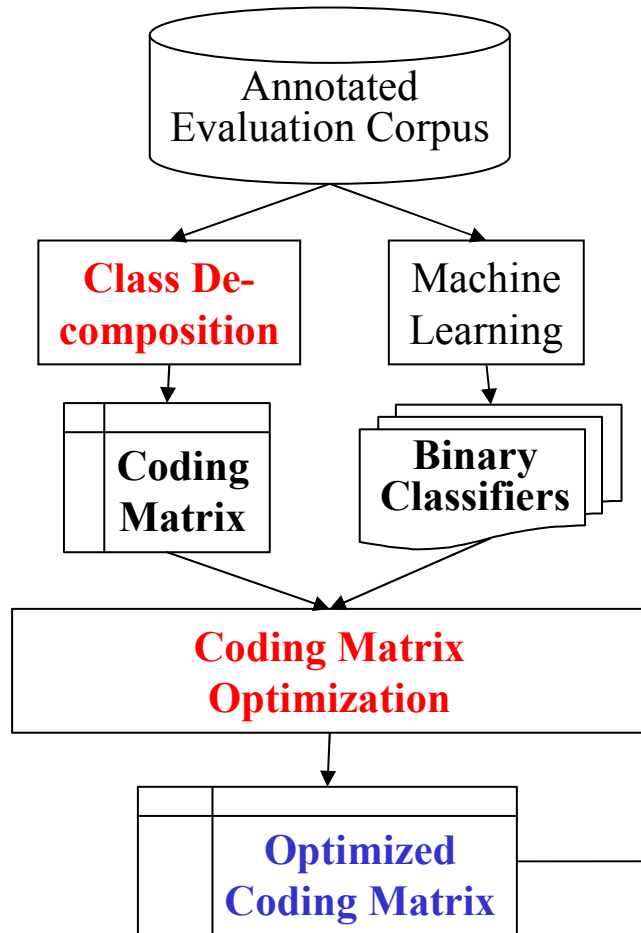 Annotated
Evaluation Corpus
Class De-
composition
Machine
Learning
Coding
Matrix
Binary
Classifiers
Coding Matrix
Optimization
Optimized
Coding Matrix